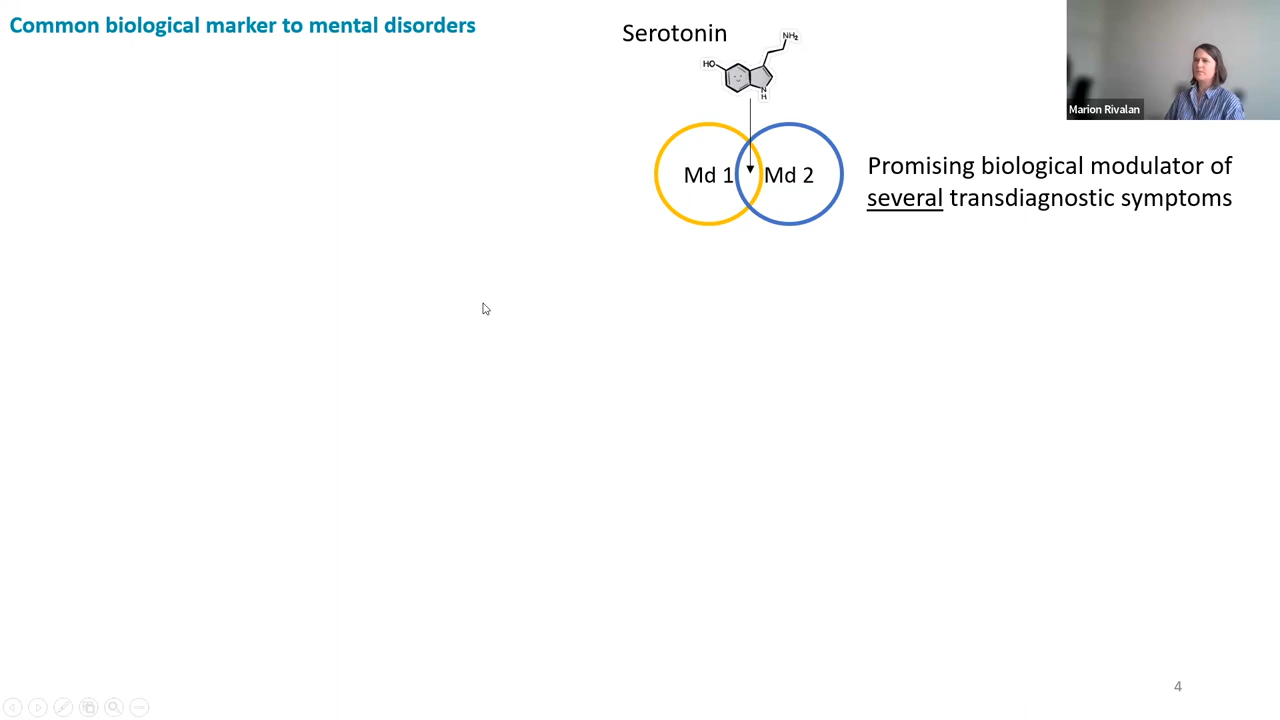 Common biological marker to mental disorders
Serotonin
NH₂
HO
N
H
Marion Rivalan
Md 1
Md 2
Promising biological modulator of
several transdiagnostic symptoms
4